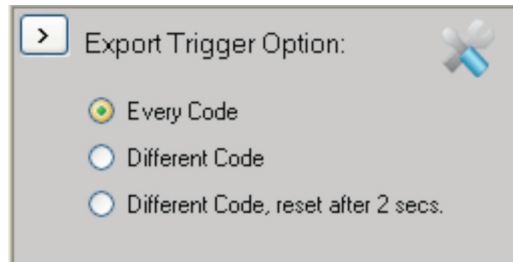 > Export Trigger Option:
Every Code
Different Code
Different Code, reset after 2 secs.